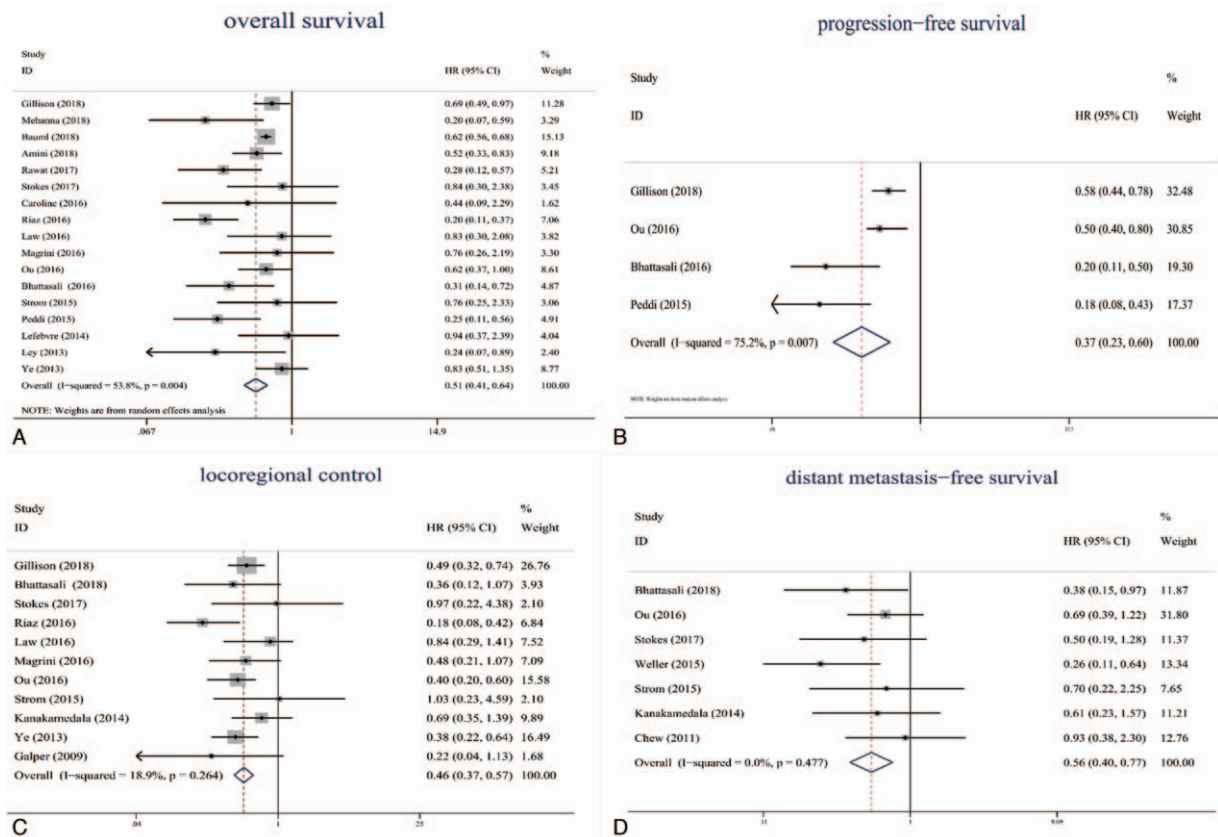 overall survival
Study %
ID HR (95% CI) Weight
Gillison (2018) 0.69 (0.49, 0.97) 11.28
Mehanna (2018) 0.20 (0.07, 0.59) 3.29
Bauml (2018) 0.62 (0.56, 0.68) 15.13
Amini (2018) 0.52 (0.33, 0.83) 9.18
Rawat (2017) 0.28 (0.12, 0.57) 5.21
Stokes (2017) 0.84 (0.30, 2.38) 3.45
Caroline (2016) 0.44 (0.09, 2.29) 1.62
Riaz (2016) 0.20 (0.11, 0.37) 7.06
Law (2016) 0.83 (0.30, 2.08) 3.82
Magrini (2016) 0.76 (0.26, 2.19) 3.30
Ou (2016) 0.62 (0.37, 1.00) 8.61
Bhattasali (2016) 0.31 (0.14, 0.72) 4.87
Strom (2015) 0.76 (0.25, 2.33) 3.06
Peddi (2015) 0.25 (0.11, 0.56) 4.91
Lefebvre (2014) 0.94 (0.37, 2.39) 4.04
Ley (2013) 0.24 (0.07, 0.89) 2.40
Ye (2013) 0.83 (0.51, 1.35) 8.77
Overall (I-squared = 53.8%, p = 0.004) 0.51 (0.41, 0.64) 100.00
NOTE: Weights are from random effects analysis
A .067 1 14.9
progression-free survival
Study %
ID HR (95% CI) Weight
Gillison (2018) 0.58 (0.44, 0.78) 32.48
Ou (2016) 0.50 (0.40, 0.80) 30.85
Bhattasali (2016) 0.20 (0.11, 0.50) 19.30
Peddi (2015) 0.18 (0.08, 0.43) 17.37
Overall (I-squared = 75.2%, p = 0.007) 0.37 (0.23, 0.60) 100.00
NOTE: Weights are from random effects analysis
B 1
locoregional control
Study %
ID HR (95% CI) Weight
Gillison (2018) 0.49 (0.32, 0.74) 26.76
Bhattasali (2018) 0.36 (0.12, 1.07) 3.93
Stokes (2017) 0.97 (0.22, 4.38) 2.10
Riaz (2016) 0.18 (0.08, 0.42) 6.84
Law (2016) 0.84 (0.29, 1.41) 7.52
Magrini (2016) 0.48 (0.21, 1.07) 7.09
Ou (2016) 0.40 (0.20, 0.60) 15.58
Strom (2015) 1.03 (0.23, 4.59) 2.10
Kanakamedala (2014) 0.69 (0.35, 1.39) 9.89
Ye (2013) 0.38 (0.22, 0.64) 16.49
Galper (2009) 0.22 (0.04, 1.13) 1.68
Overall (I-squared = 18.9%, p = 0.264) 0.46 (0.37, 0.57) 100.00
C .04 1 25
distant metastasis-free survival
Study %
ID HR (95% CI) Weight
Bhattasali (2018) 0.38 (0.15, 0.97) 11.87
Ou (2016) 0.69 (0.39, 1.22) 31.80
Stokes (2017) 0.50 (0.19, 1.28) 11.37
Weller (2015) 0.26 (0.11, 0.64) 13.34
Strom (2015) 0.70 (0.22, 2.25) 7.65
Kanakamedala (2014) 0.61 (0.23, 1.57) 11.21
Chew (2011) 0.93 (0.38, 2.30) 12.76
Overall (I-squared = 0.0%, p = 0.477) 0.56 (0.40, 0.77) 100.00
D .11 1